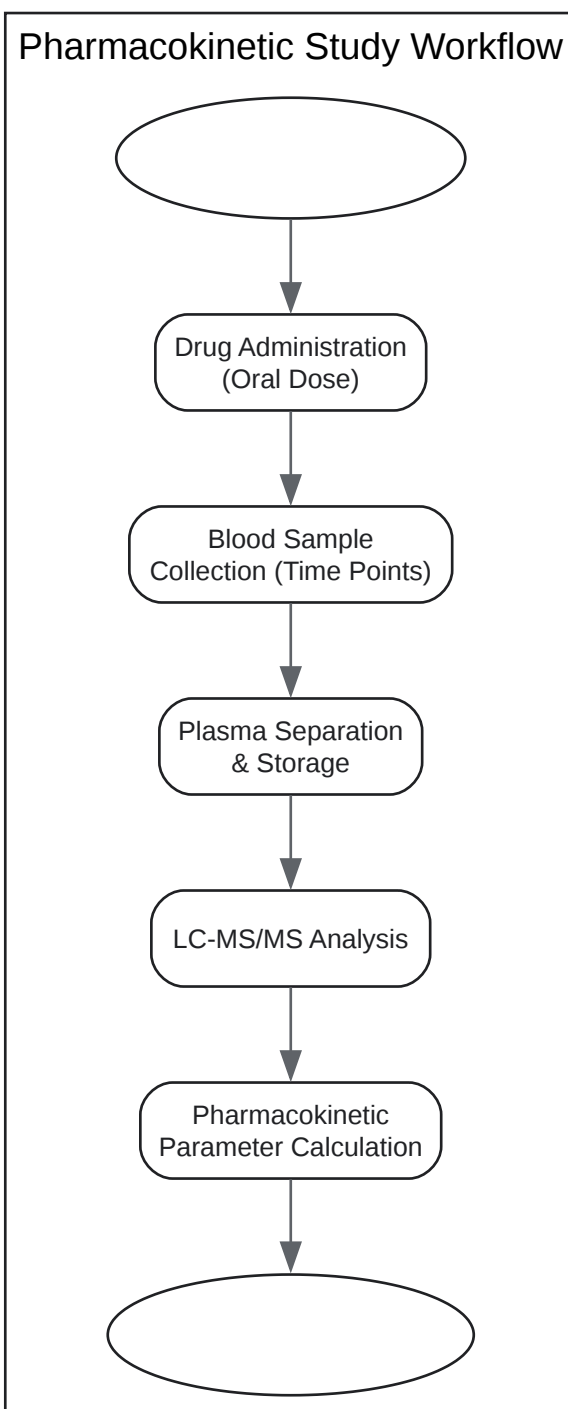 Pharmacokinetic Study Workflow
Drug Administration
(Oral Dose)
Blood Sample
Collection (Time Points)
Plasma Separation
& Storage
LC-MS/MS Analysis
Pharmacokinetic
Parameter Calculation